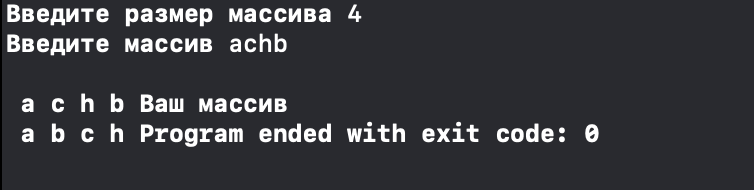 Введите размер массива 4
Введите массив achb
a c h b Ваш массив
a b c h Program ended with exit code: 0